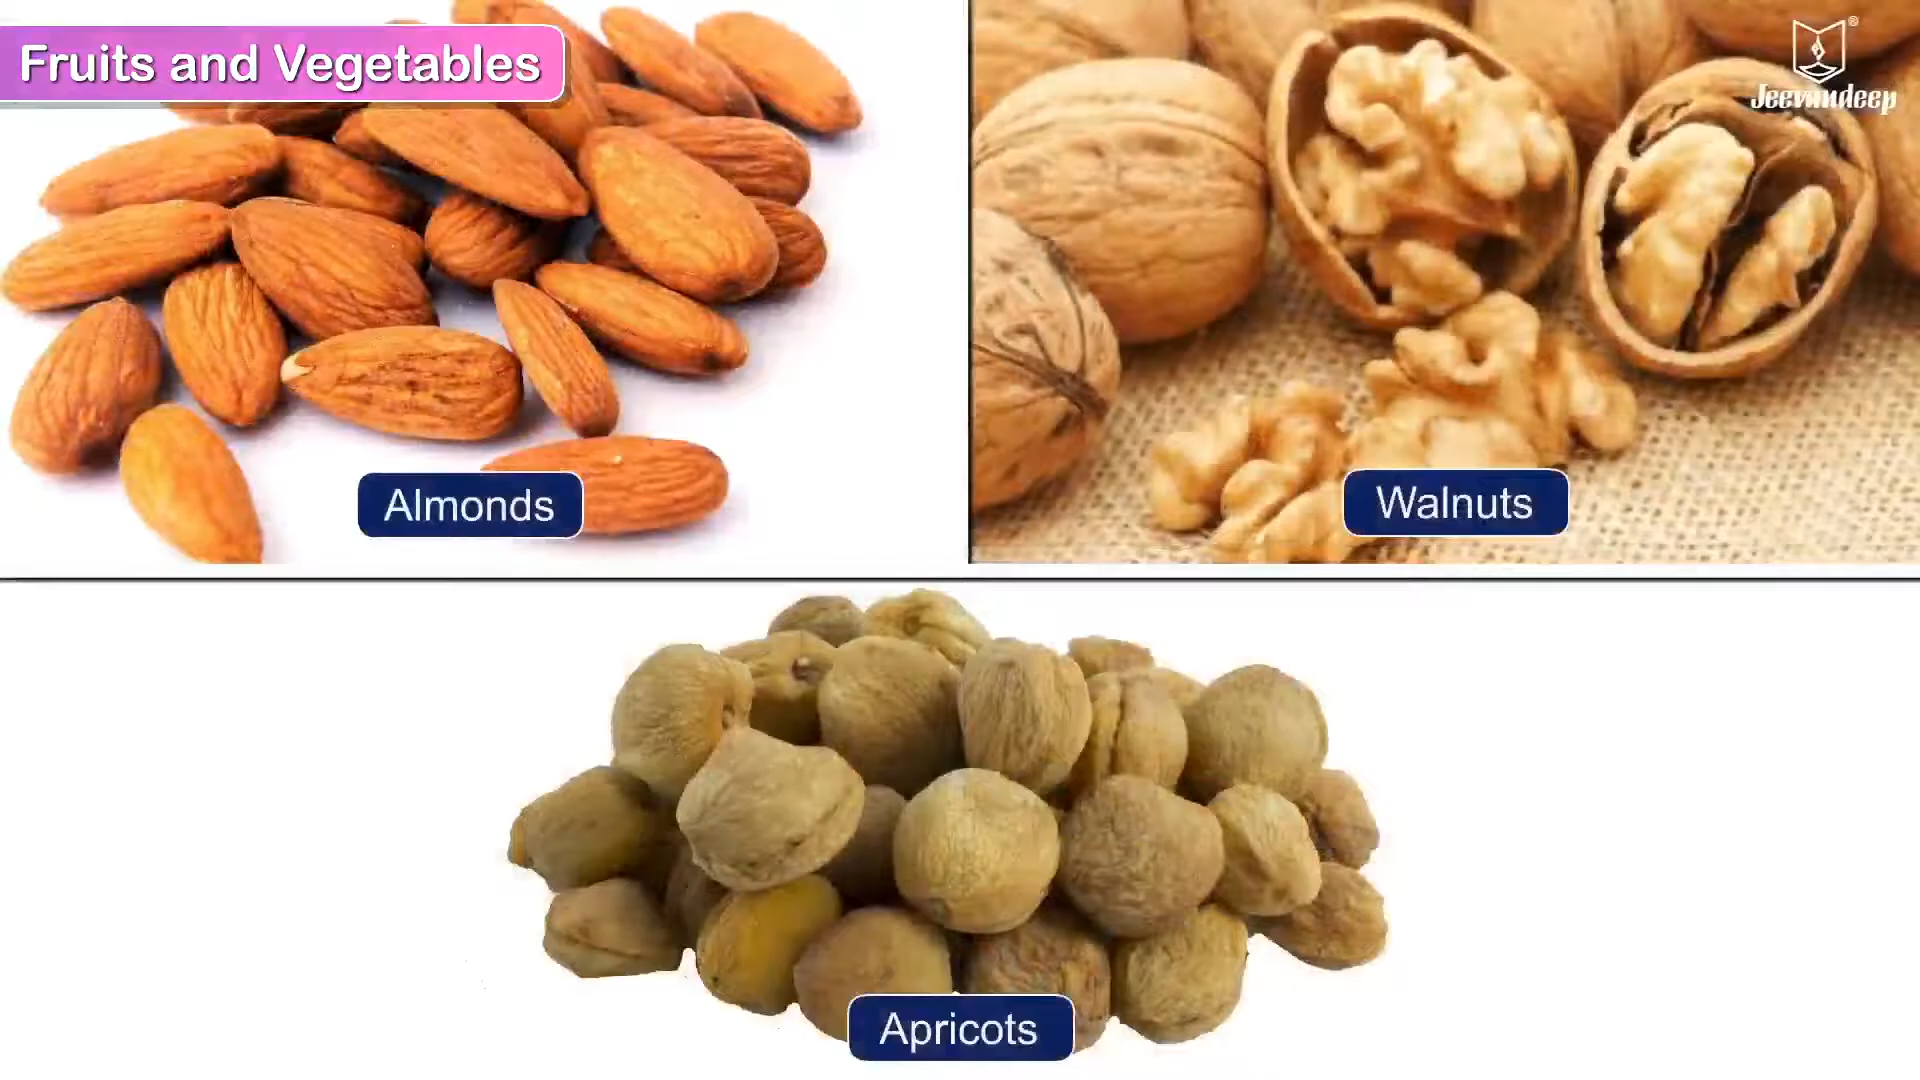 Fruits and Vegetables
®
Jeevandeep
Almonds
Walnuts
Apricots